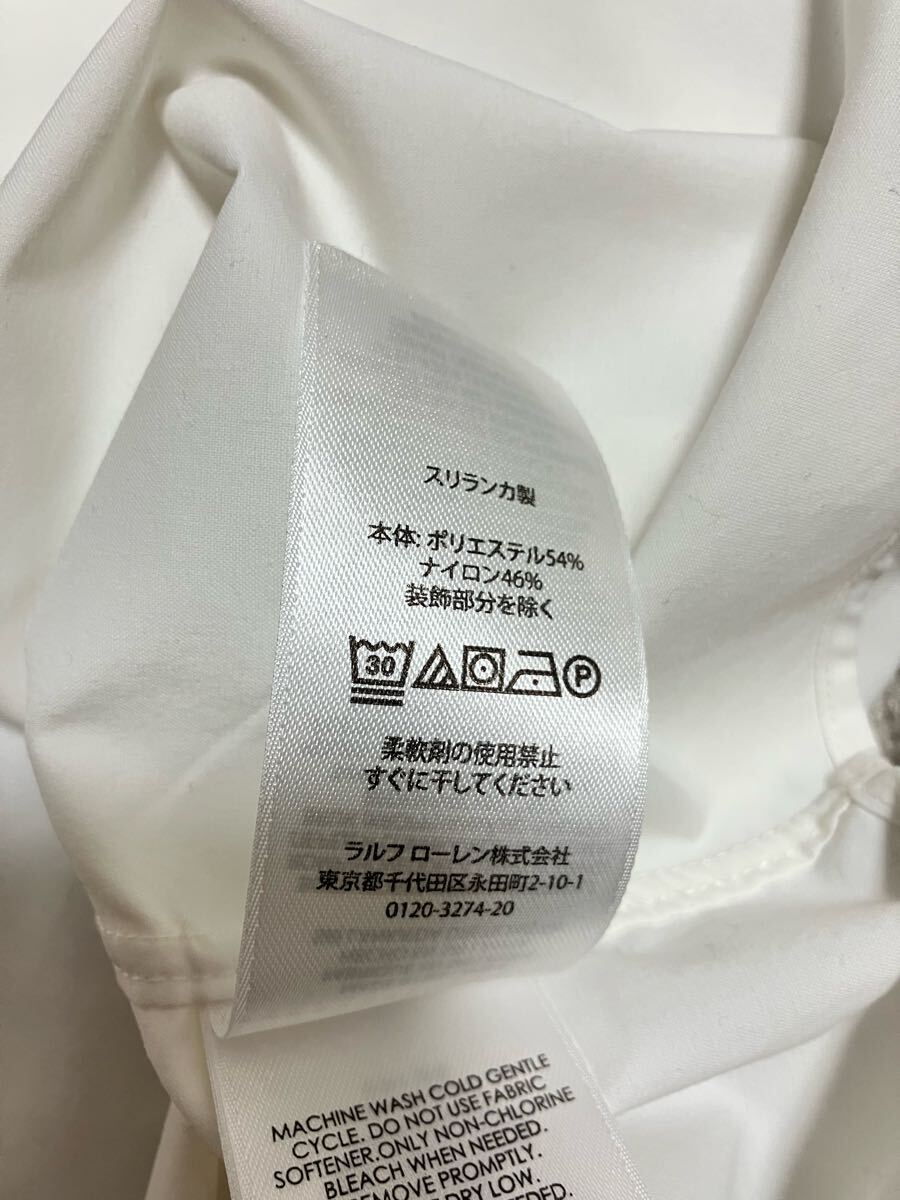 スリランカ製
本体: ポリエステル54%
ナイロン46%
装飾部分を除く
30
P
柔軟剤の使用禁止
すぐに干してください
ラルフ ローレン株式会社
東京都千代田区永田町2-10-1
0120-3274-20
MACHINE WASH COLD GENTLE
CYCLE. DO NOT USE FABRIC
SOFTENER.ONLY NON-CHLORINE
BLEACH WHEN NEEDED.
REMOVE PROMPTLY.
DRY LOW.